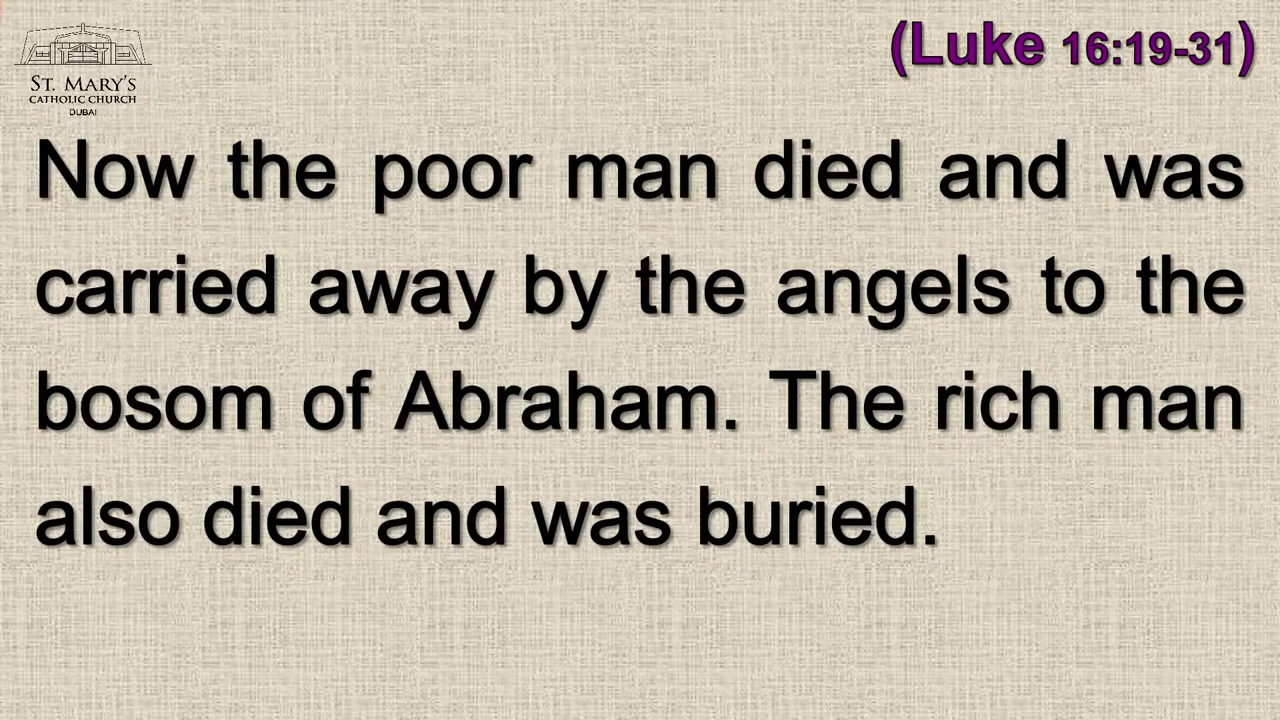 ST. MARY'S
CATHOLIC CHURCH
DUBAI
(Luke 16:19-31)
Now the poor man died and was
carried away by the angels to the
bosom of Abraham. The rich man
also died and was buried.